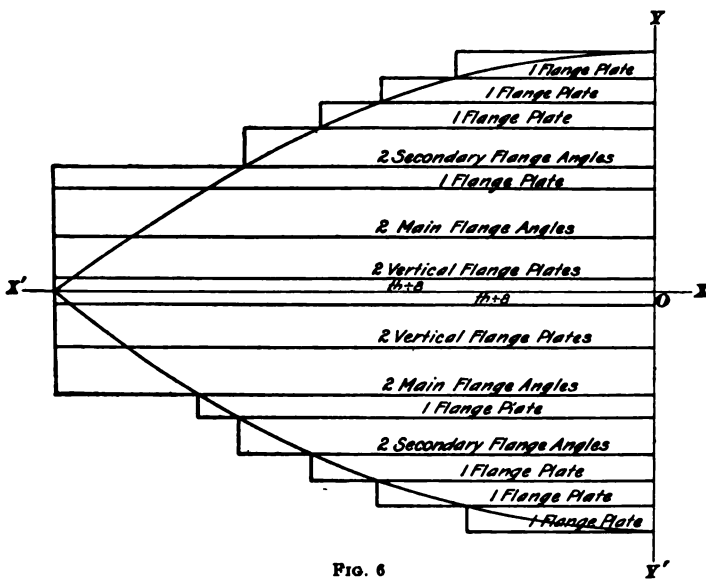 Y
1 Flange Plate
1 Flange Plate
1 Flange Plate
2 Secondary Flange Angles
1 Flange Plate
2 Main Flange Angles
2 Vertical Flange Plates
X' th÷8 X
th÷8 O
2 Vertical Flange Plates
2 Main Flange Angles
1 Flange Plate
2 Secondary Flange Angles
1 Flange Plate
1 Flange Plate
1 Flange Plate
FIG. 6 Y'